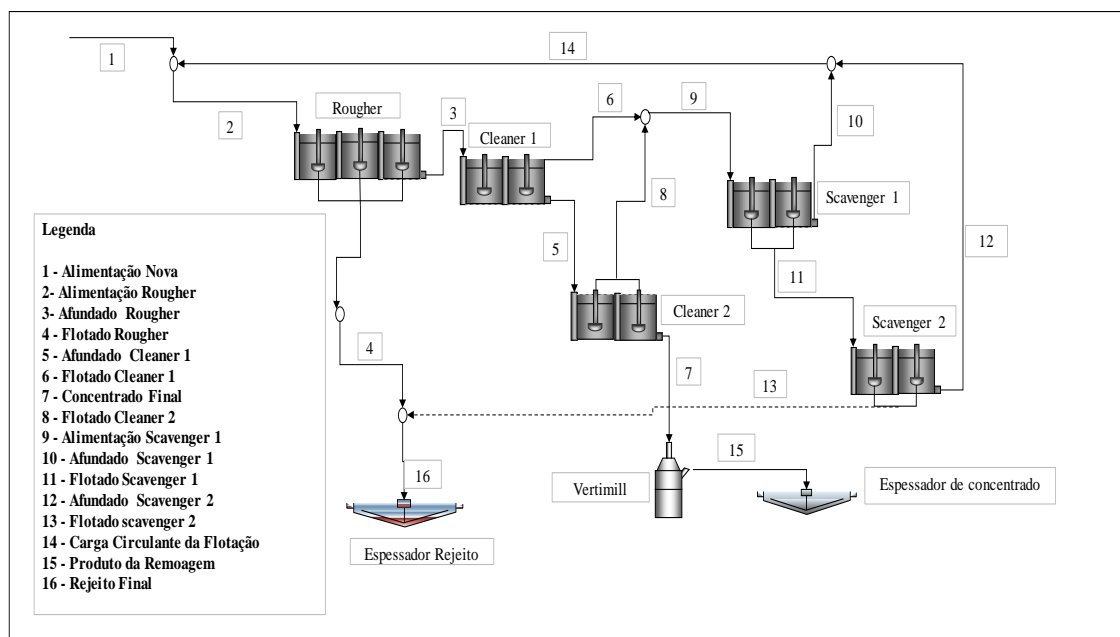 14
1
Rougher
3
6
9
2
Cleaner 1
10
8
Scavenger 1
Legenda
5
12
1 - Alimentação Nova
11
2- Alimentação Rougher
3- Afundado Rougher
Cleaner 2
Scavenger 2
4 - Flotado Rougher
5 - Afundado Cleaner 1
4
6 - Flotado Cleaner 1
7
13
7 - Concentrado Final
8 - Flotado Cleaner 2
9 - Alimentação Scavenger 1
15
10 - Afundado Scavenger 1
16
Vertimill
Espessador de concentrado
11 - Flotado Scavenger 1
12 - Afundado Scavenger 2
13 - Flotado scavenger 2
14 - Carga Circulante da Flotação
Espessador Rejeito
15 - Produto da Remoagem
16 - Rejeito Final